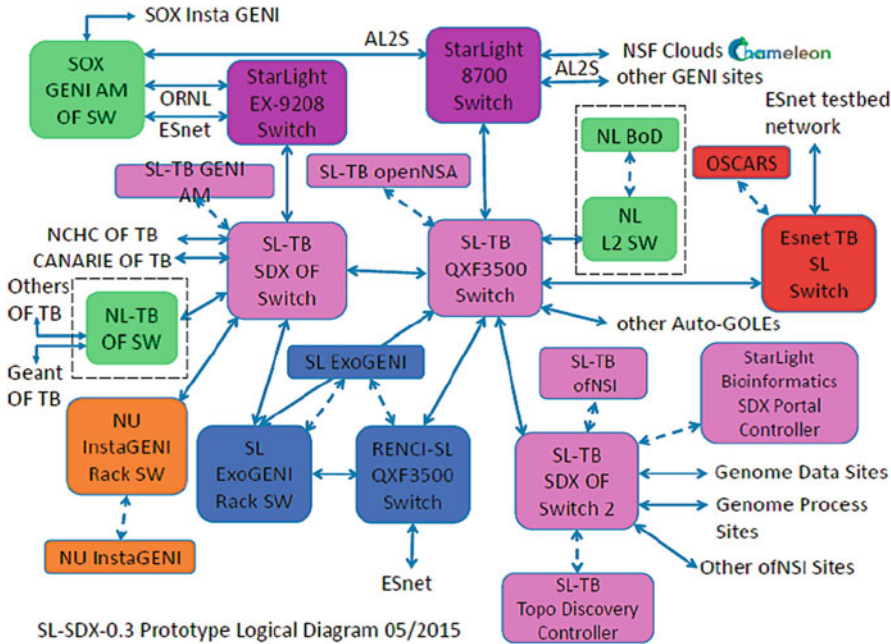 SOX Insta GENI
SOX
GENI AM
OF SW
AL2S
ORNL
ESnet
StarLight
EX-9208
Switch
StarLight
8700
Switch
NSF Clouds Chameleon
AL2S
other GENI sites
ESnet testbed
network
NL BoD
NL
L2 SW
OSCARS
Esnet TB
SL
Switch
SL-TB GENI
AM
SL-TB openNSA
NCHC OF TB
CANARIE OF TB
SL-TB
SDX OF
Switch
SL-TB
QXF3500
Switch
Others
OF TB
NL-TB
OF SW
Geant
OF TB
other Auto-GOLEs
SL ExoGENI
NU
InstaGENI
Rack SW
NU InstaGENI
SL
ExoGENI
Rack SW
RENCI-SL
QXF3500
Switch
ESnet
SL-TB
ofNSI
StarLight
Bioinformatics
SDX Portal
Controller
SL-TB
SDX OF
Switch 2
Genome Data Sites
Genome Process
Sites
Other ofNSI Sites
SL-TB
Topo Discovery
Controller
SL-SDX-0.3 Prototype Logical Diagram 05/2015